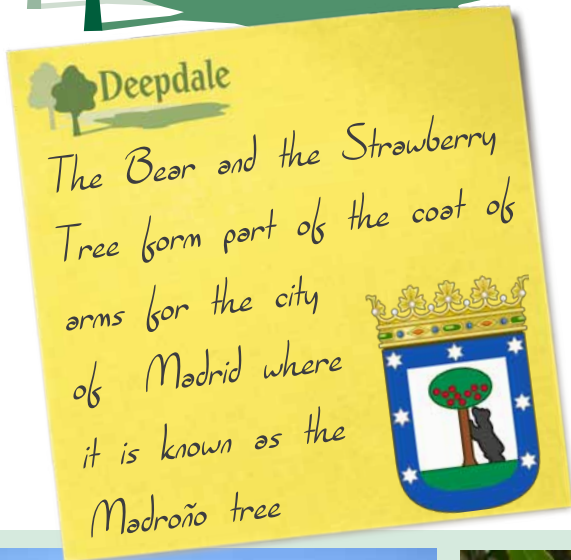 Deepdale
The Bear and the Strawberry
Tree form part of the coat of
arms for the city
of Madrid where
it is known as the
Madroño tree